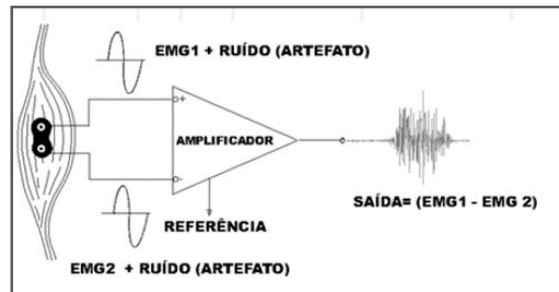 EMG1 + RUÍDO (ARTEFATO)
+
AMPLIFICADOR
-
REFERÊNCIA
SAÍDA= (EMG1 - EMG 2)
EMG2 + RUÍDO (ARTEFATO)